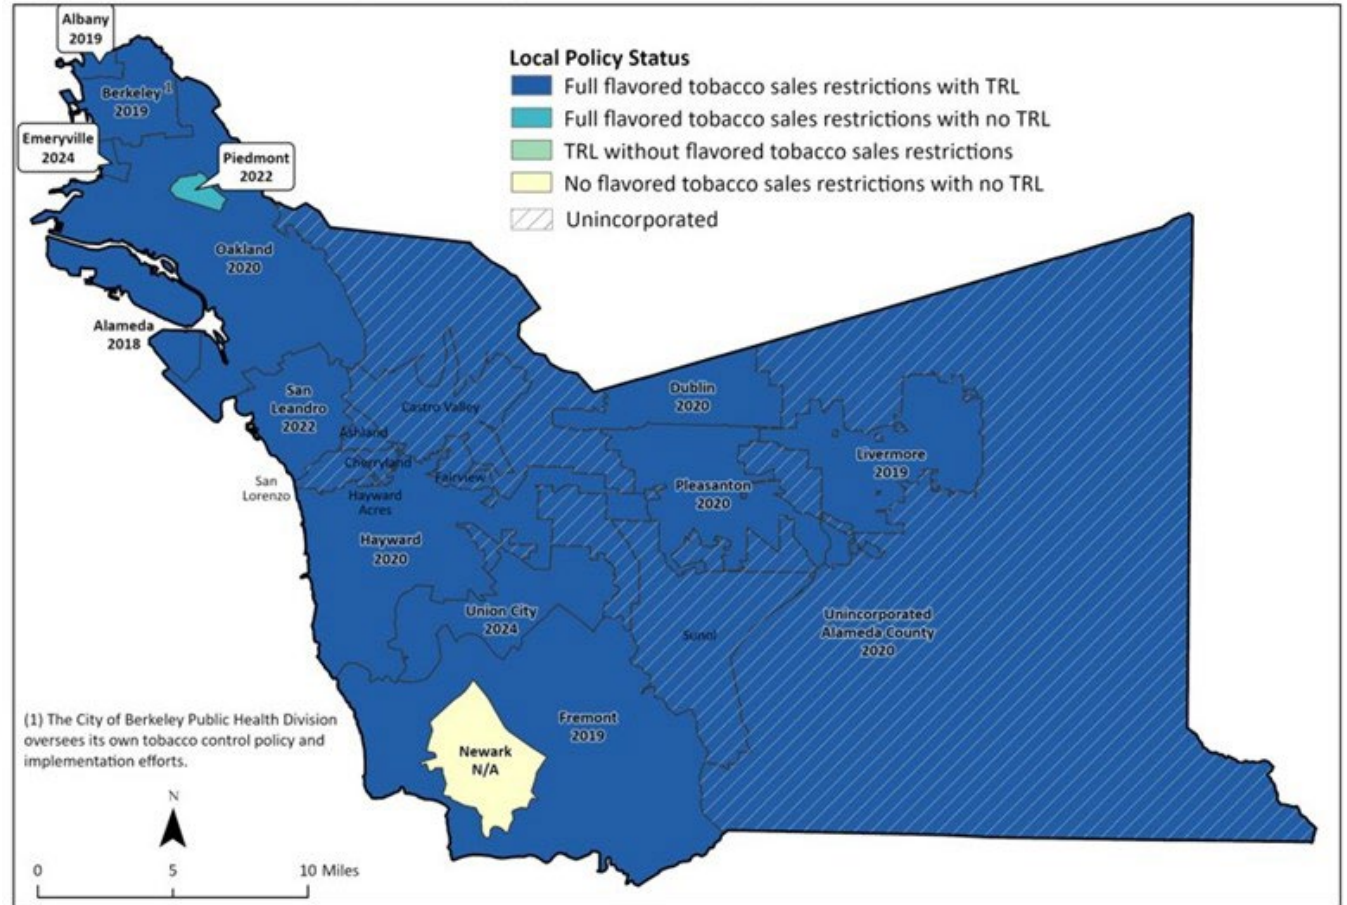 Albany
2019
Berkeley 1
2019
Emeryville
2024
Piedmont
2022
Oakland
2020
Alameda
2018
Local Policy Status
Full flavored tobacco sales restrictions with TRL
Full flavored tobacco sales restrictions with no TRL
TRL without flavored tobacco sales restrictions
No flavored tobacco sales restrictions with no TRL
Unincorporated
San
Leandro
2022
Castro Valley
Ashland
Cherryland
Fairview
San
Lorenzo
Hayward
Acres
Hayward
2020
Dublin
2020
Pleasanton
2020
Livermore
2019
Union City
2024
Sunol
Unincorporated
Alameda County
2020
Fremont
2019
Newark
N/A
(1) The City of Berkeley Public Health Division
oversees its own tobacco control policy and
implementation efforts.
N
0 5 10 Miles